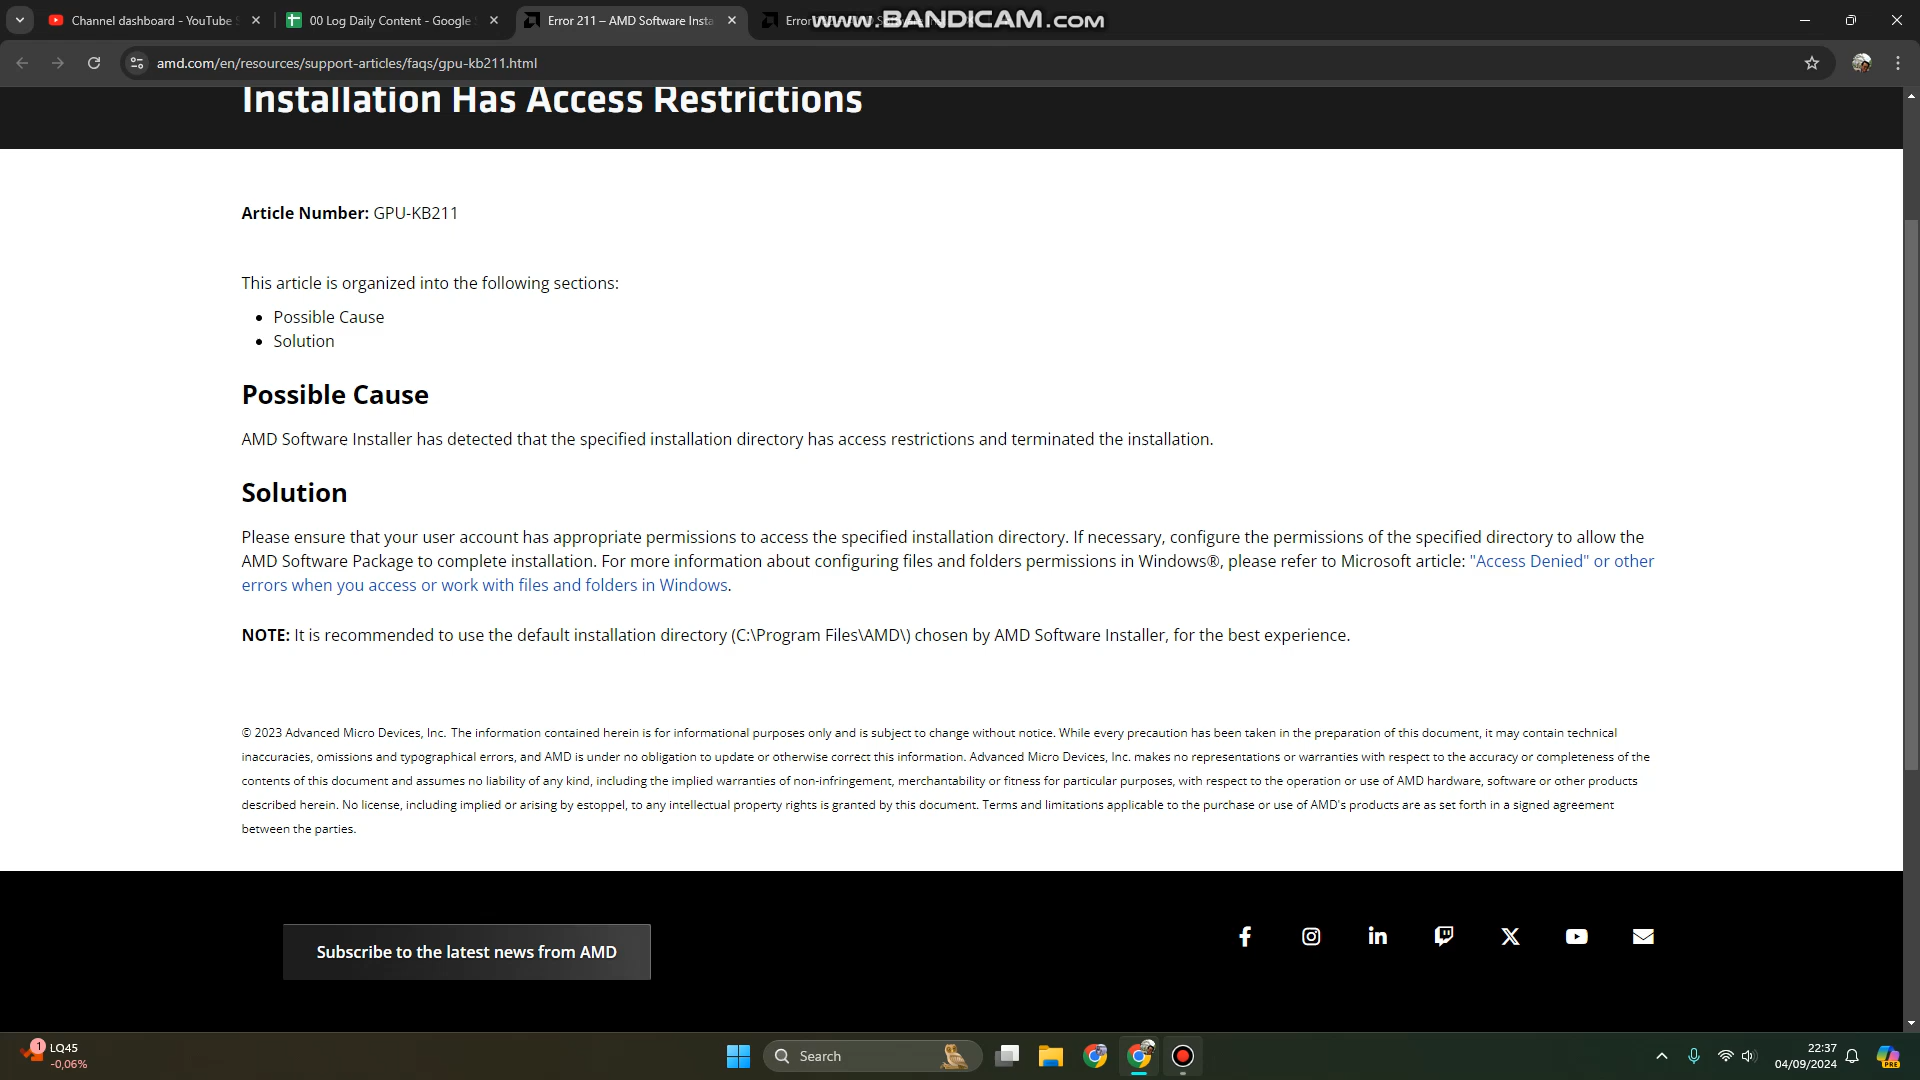 Channel dashboard - YouTube S
00 Log Daily Content - Google S
Error 211 – AMD Software Insta
Error
WWW.BANDICAM.COM
amd.com/en/resources/support-articles/faqs/gpu-kb211.html
Installation Has Access Restrictions
Article Number: GPU-KB211
This article is organized into the following sections:
Possible Cause
Solution
Possible Cause
AMD Software Installer has detected that the specified installation directory has access restrictions and terminated the installation.
Solution
Please ensure that your user account has appropriate permissions to access the specified installation directory. If necessary, configure the permissions of the specified directory to allow the
AMD Software Package to complete installation. For more information about configuring files and folders permissions in Windows®, please refer to Microsoft article: "Access Denied" or other
errors when you access or work with files and folders in Windows.
NOTE: It is recommended to use the default installation directory (C:\Program Files\AMD\) chosen by AMD Software Installer, for the best experience.
© 2023 Advanced Micro Devices, Inc. The information contained herein is for informational purposes only and is subject to change without notice. While every precaution has been taken in the preparation of this document, it may contain technical
inaccuracies, omissions and typographical errors, and AMD is under no obligation to update or otherwise correct this information. Advanced Micro Devices, Inc. makes no representations or warranties with respect to the accuracy or completeness of the
contents of this document and assumes no liability of any kind, including the implied warranties of non-infringement, merchantability or fitness for particular purposes, with respect to the operation or use of AMD hardware, software or other products
described herein. No license, including implied or arising by estoppel, to any intellectual property rights is granted by this document. Terms and limitations applicable to the purchase or use of AMD's products are as set forth in a signed agreement
between the parties.
Subscribe to the latest news from AMD
1
LQ45
-0,06%
Search
22:37
04/09/2024
PRE